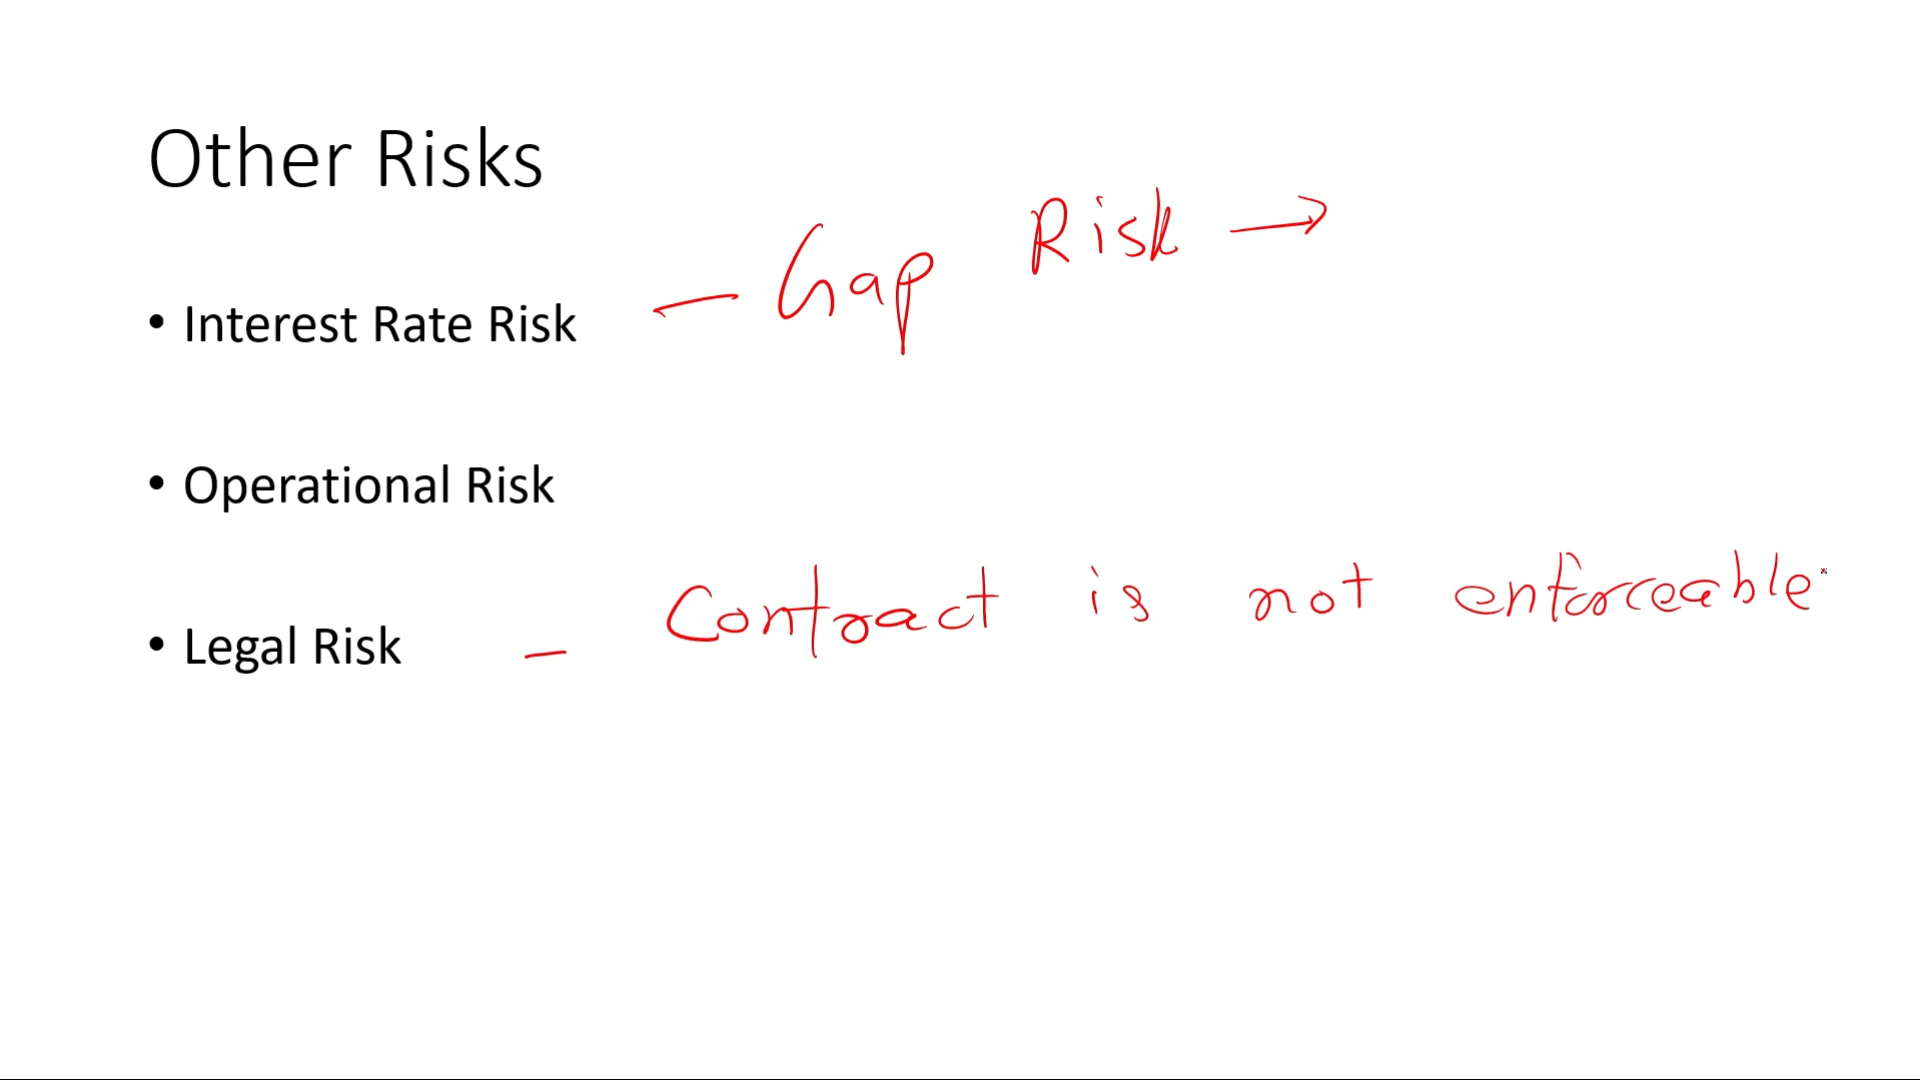 Other Risks
• Interest Rate Risk — Gap Risk →
• Operational Risk
• Legal Risk — Contract is not enforceable